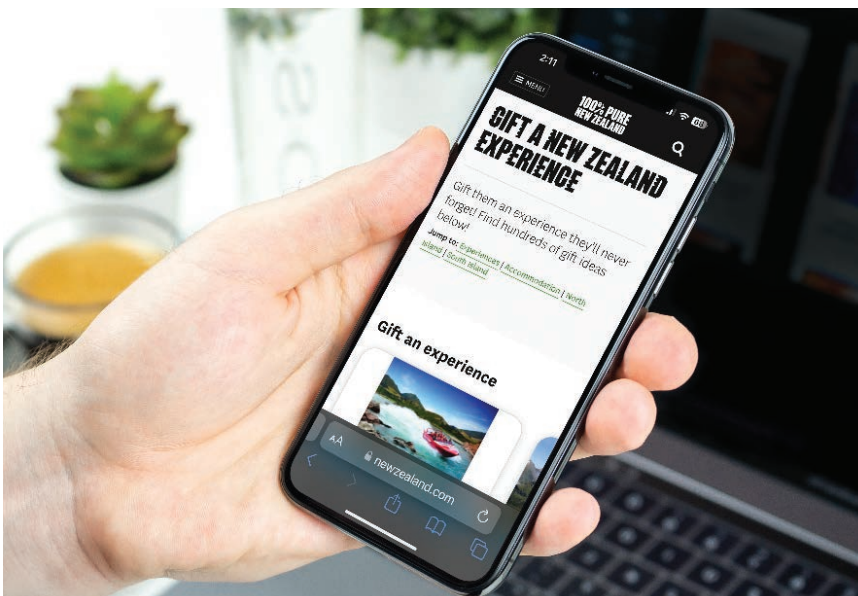 2:11
68
MENU
100% PURE
NEW ZEALAND
GIFT A NEW ZEALAND
EXPERIENCE
Gift them an experience they'll never
forget! Find hundreds of gift ideas
below!
Jump to: Experiences | Accommodation | North
Island | South Island
Gift an experience
AA
newzealand.com